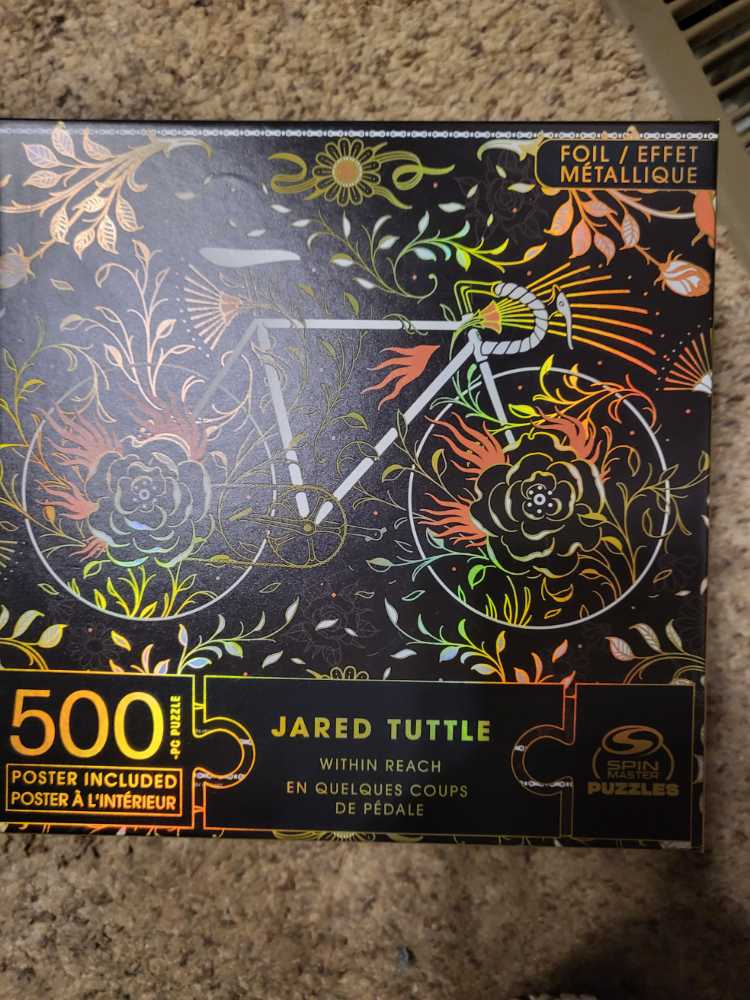 FOIL / EFFET
MÉTALLIQUE
500
-PC PUZZLE
POSTER INCLUDED
POSTER À L'INTÉRIEUR
JARED TUTTLE
WITHIN REACH
EN QUELQUES COUPS
DE PÉDALE
SPIN
MASTER
PUZZLES